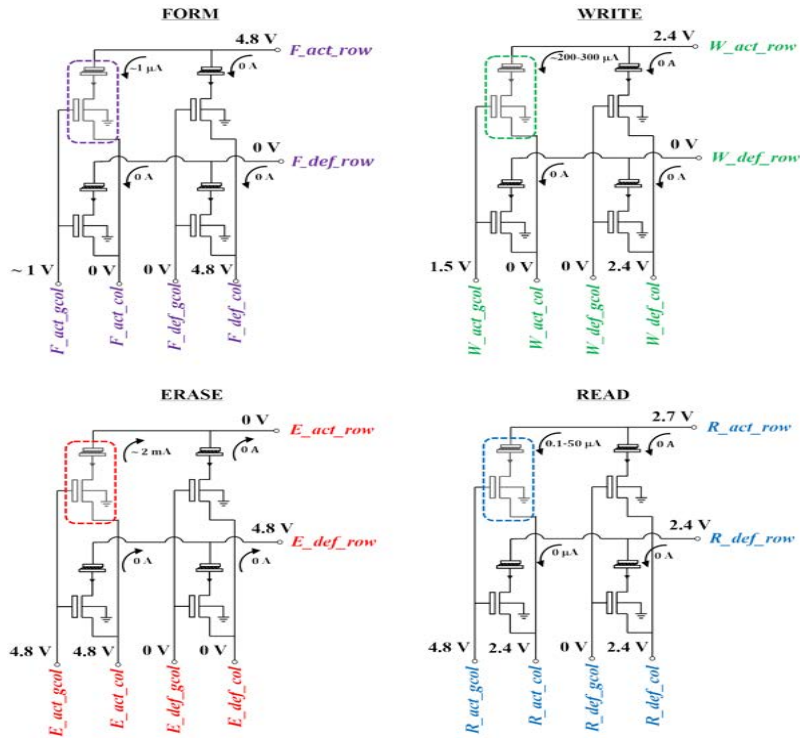 FORM
4.8 V
F_act_row
~1 μA
0 A
0 V
F_def_row
0 A
0 A
~ 1 V
0 V
0 V
4.8 V
F_act_gcol
F_act_col
F_def_gcol
F_def_col
WRITE
2.4 V
W_act_row
~200-300 μA
0 A
0 V
W_def_row
0 A
0 A
1.5 V
0 V
0 V
2.4 V
W_act_gcol
W_act_col
W_def_gcol
W_def_col
ERASE
0 V
E_act_row
~ 2 mA
0 A
4.8 V
E_def_row
0 A
0 A
4.8 V
4.8 V
0 V
0 V
E_act_gcol
E_act_col
E_def_gcol
E_def_col
READ
2.7 V
R_act_row
0.1-50 μA
0 A
2.4 V
R_def_row
0 μA
0 A
4.8 V
2.4 V
0 V
2.4 V
R_act_gcol
R_act_col
R_def_gcol
R_def_col